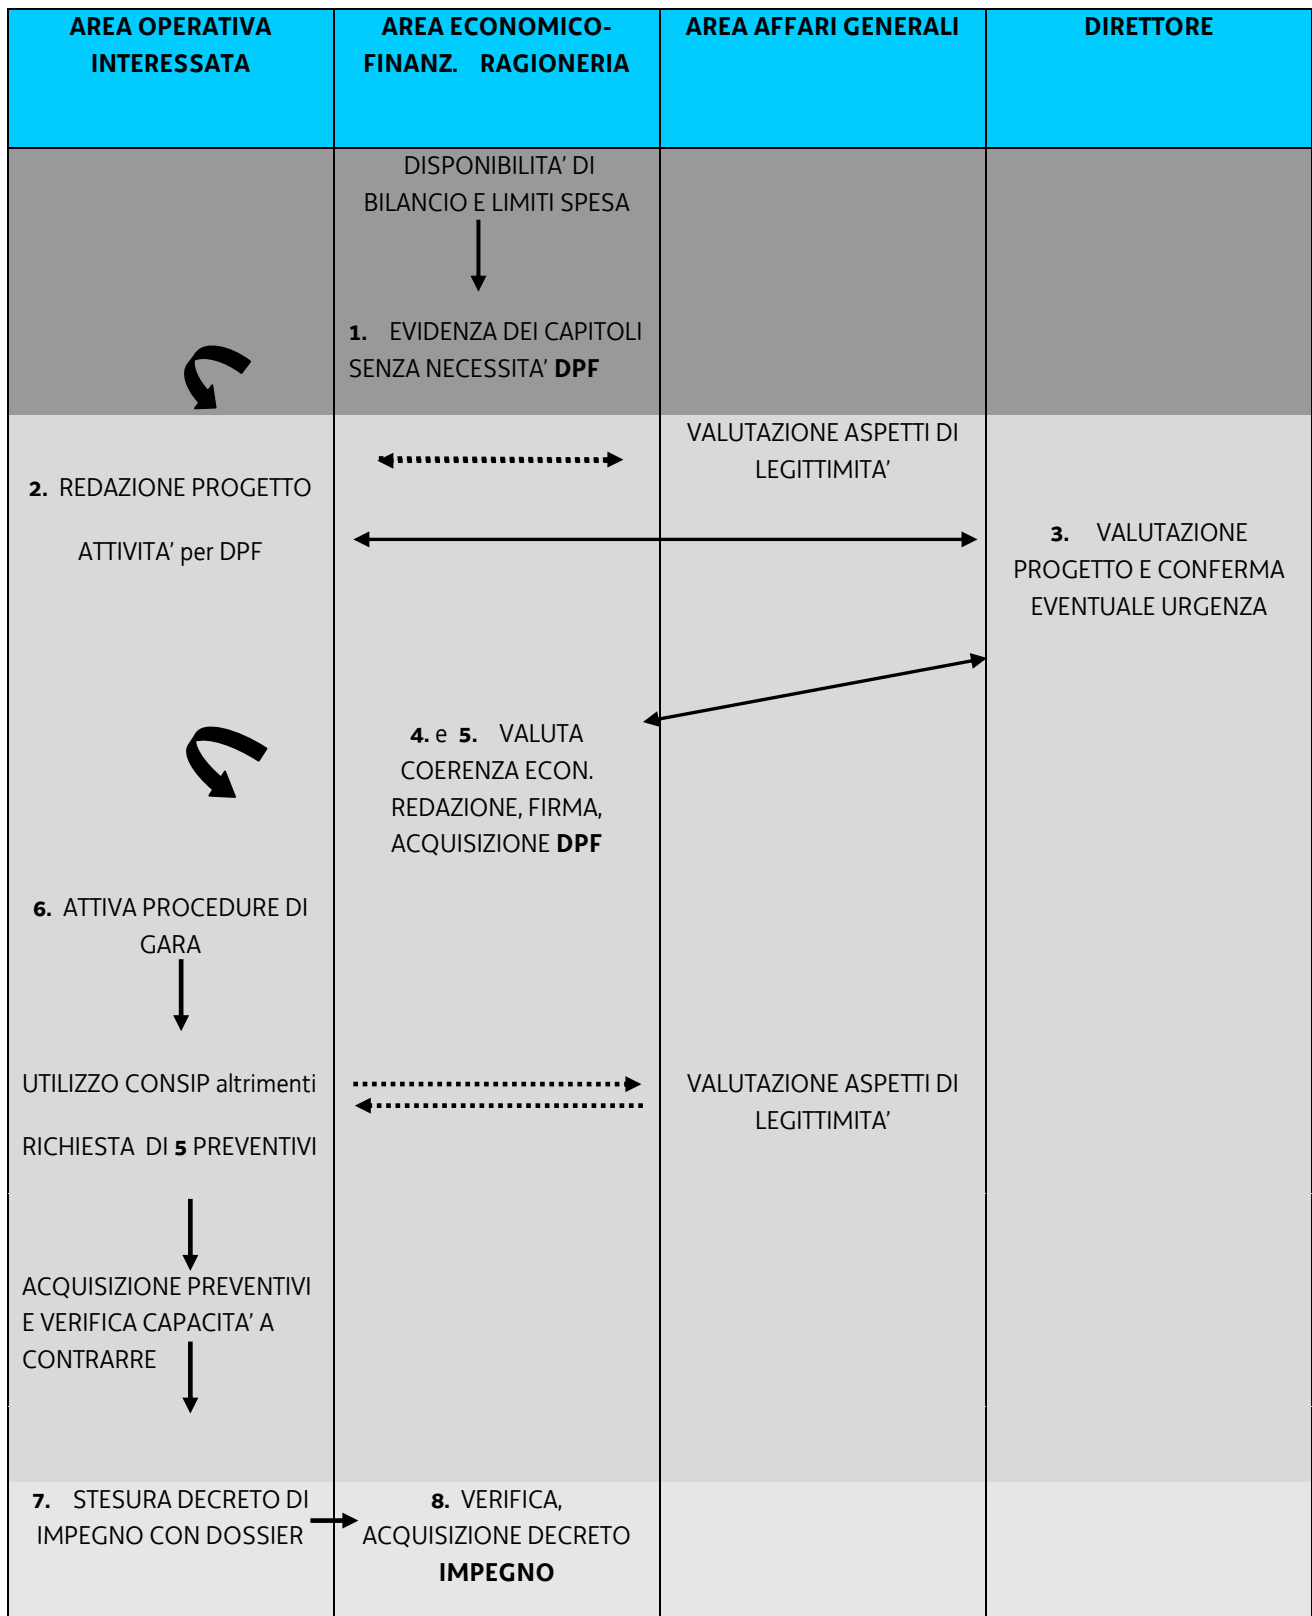 AREA OPERATIVA
INTERESSATA
AREA ECONOMICO-
FINANZ. RAGIONERIA
AREA AFFARI GENERALI
DIRETTORE
DISPONIBILITA’ DI
BILANCIO E LIMITI SPESA
1. EVIDENZA DEI CAPITOLI
SENZA NECESSITA’ DPF
VALUTAZIONE ASPETTI DI
LEGITTIMITA’
2. REDAZIONE PROGETTO
ATTIVITA’ per DPF
3. VALUTAZIONE
PROGETTO E CONFERMA
EVENTUALE URGENZA
4. e 5. VALUTA
COERENZA ECON.
REDAZIONE, FIRMA,
ACQUISIZIONE DPF
6. ATTIVA PROCEDURE DI
GARA
UTILIZZO CONSIP altrimenti
RICHIESTA DI 5 PREVENTIVI
VALUTAZIONE ASPETTI DI
LEGITTIMITA’
ACQUISIZIONE PREVENTIVI
E VERIFICA CAPACITA’ A
CONTRARRE
7. STESURA DECRETO DI
IMPEGNO CON DOSSIER
8. VERIFICA,
ACQUISIZIONE DECRETO
IMPEGNO